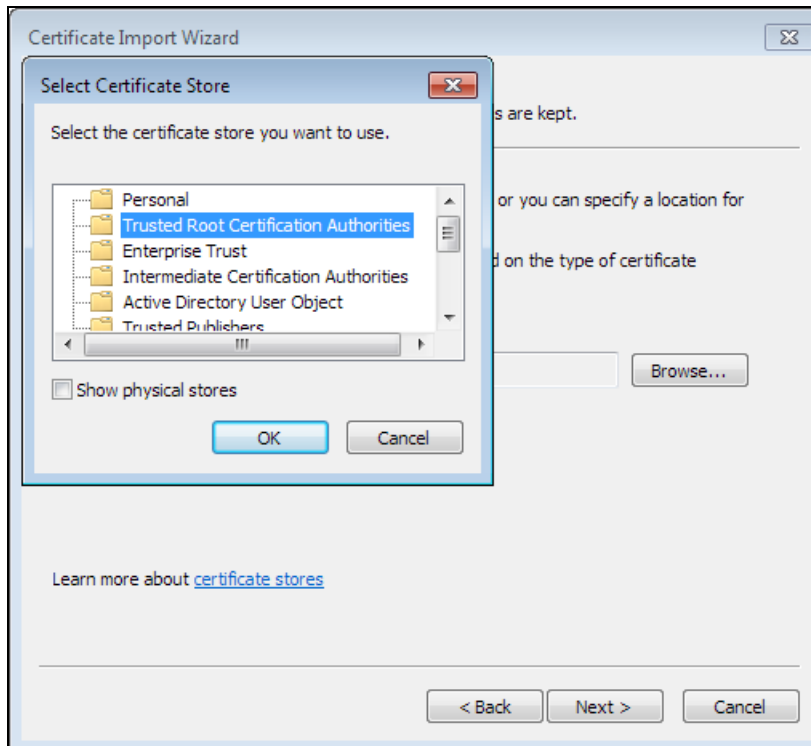 Certificate Import Wizard
Select Certificate Store
Select the certificate store you want to use.
Personal
Trusted Root Certification Authorities
Enterprise Trust
Intermediate Certification Authorities
Active Directory User Object
Trusted Publishers
Show physical stores
OK Cancel
s are kept.
or you can specify a location for
d on the type of certificate
Browse...
Learn more about certificate stores
< Back Next > Cancel